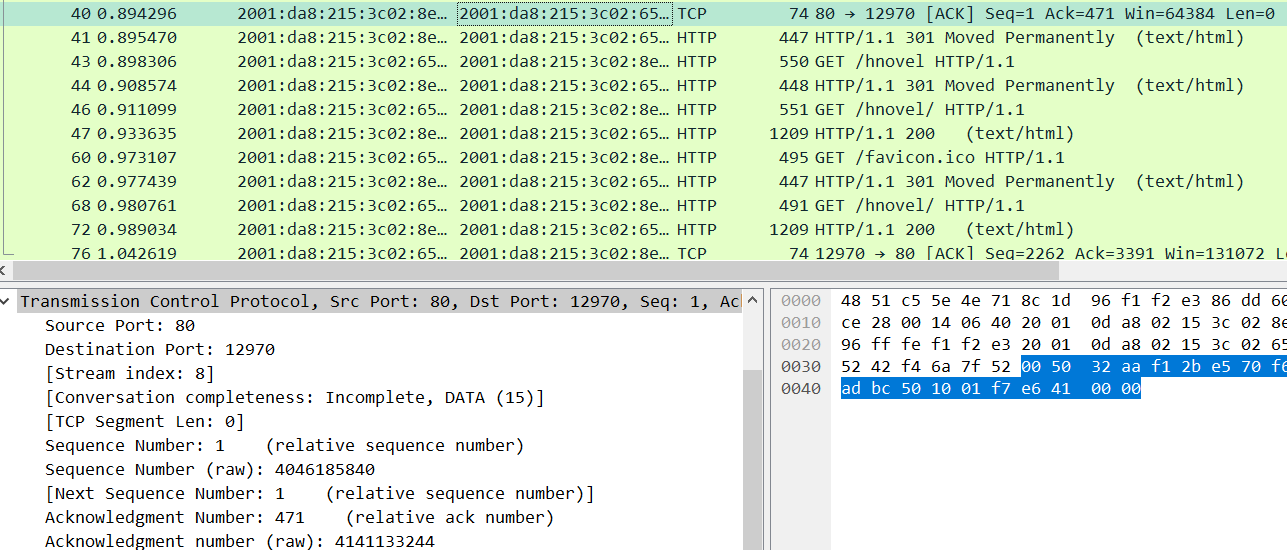 40 0.894296 2001:da8:215:3c02:8e… 2001:da8:215:3c02:65… TCP 74 80 → 12970 [ACK] Seq=1 Ack=471 Win=64384 Len=0
41 0.895470 2001:da8:215:3c02:8e… 2001:da8:215:3c02:65… HTTP 447 HTTP/1.1 301 Moved Permanently (text/html)
43 0.898306 2001:da8:215:3c02:65… 2001:da8:215:3c02:8e… HTTP 550 GET /hnovel HTTP/1.1
44 0.908574 2001:da8:215:3c02:8e… 2001:da8:215:3c02:65… HTTP 448 HTTP/1.1 301 Moved Permanently (text/html)
46 0.911099 2001:da8:215:3c02:65… 2001:da8:215:3c02:8e… HTTP 551 GET /hnovel/ HTTP/1.1
47 0.933635 2001:da8:215:3c02:8e… 2001:da8:215:3c02:65… HTTP 1209 HTTP/1.1 200 (text/html)
60 0.973107 2001:da8:215:3c02:65… 2001:da8:215:3c02:8e… HTTP 495 GET /favicon.ico HTTP/1.1
62 0.977439 2001:da8:215:3c02:8e… 2001:da8:215:3c02:65… HTTP 447 HTTP/1.1 301 Moved Permanently (text/html)
68 0.980761 2001:da8:215:3c02:65… 2001:da8:215:3c02:8e… HTTP 491 GET /hnovel/ HTTP/1.1
72 0.989034 2001:da8:215:3c02:8e… 2001:da8:215:3c02:65… HTTP 1209 HTTP/1.1 200 (text/html)
76 1.042619 2001:da8:215:3c02:65… 2001:da8:215:3c02:8e… TCP 74 12970 → 80 [ACK] Seq=2262 Ack=3391 Win=131072
Transmission Control Protocol, Src Port: 80, Dst Port: 12970, Seq: 1, Ac
Source Port: 80
Destination Port: 12970
[Stream index: 8]
[Conversation completeness: Incomplete, DATA (15)]
[TCP Segment Len: 0]
Sequence Number: 1 (relative sequence number)
Sequence Number (raw): 4046185840
[Next Sequence Number: 1 (relative sequence number)]
Acknowledgment Number: 471 (relative ack number)
Acknowledgment number (raw): 4141133244
0000 48 51 c5 5e 4e 71 8c 1d 96 f1 f2 e3 86 dd 60
0010 ce 28 00 14 06 40 20 01 0d a8 02 15 3c 02 8e
0020 96 ff fe f1 f2 e3 20 01 0d a8 02 15 3c 02 65
0030 52 42 f4 6a 7f 52 00 50 32 aa f1 2b e5 70 f6
0040 ad bc 50 10 01 f7 e6 41 00 00